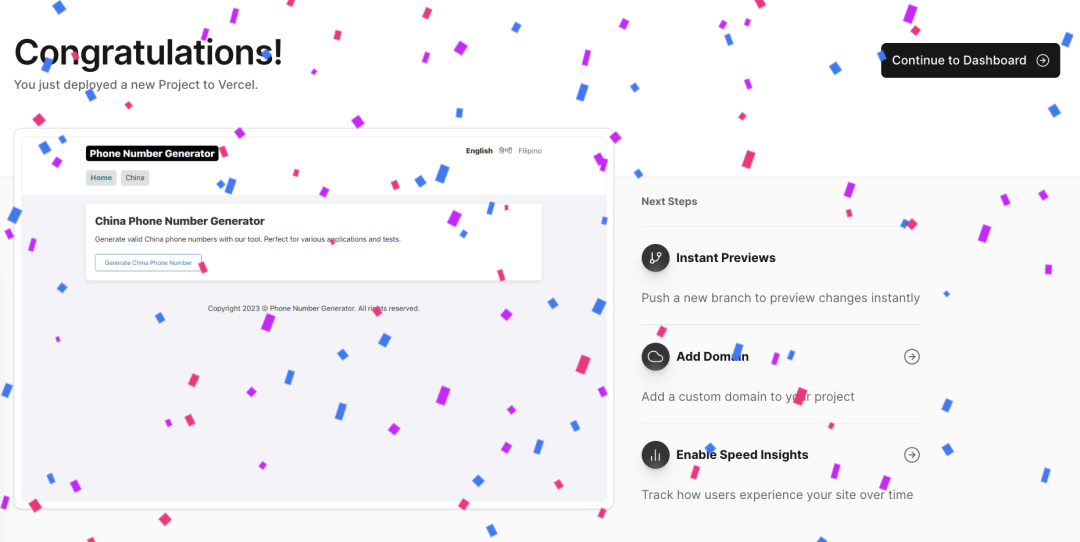 Congratulations!
You just deployed a new Project to Vercel.
Continue to Dashboard
Phone Number Generator
English हिन्दी Filipino
Home China
China Phone Number Generator
Generate valid China phone numbers with our tool. Perfect for various applications and tests.
Generate China Phone Number
Copyright 2023 @ Phone Number Generator. All rights reserved.
Next Steps
Instant Previews
Push a new branch to preview changes instantly
Add Domain
Add a custom domain to your project
Enable Speed Insights
Track how users experience your site over time